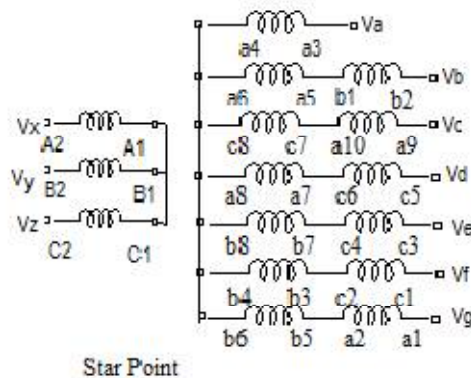 Va
a4 a3
Vb
a6 a5 b1 b2
Vx
A2 A1
Vc
c8 c7 a10 a9
Vy
B2 B1
Vd
a8 a7 c6 c5
Vz
C2 C1
Ve
b8 b7 c4 c3
Vf
b4 b3 c2 c1
Vg
b6 b5 a2 a1
Star Point